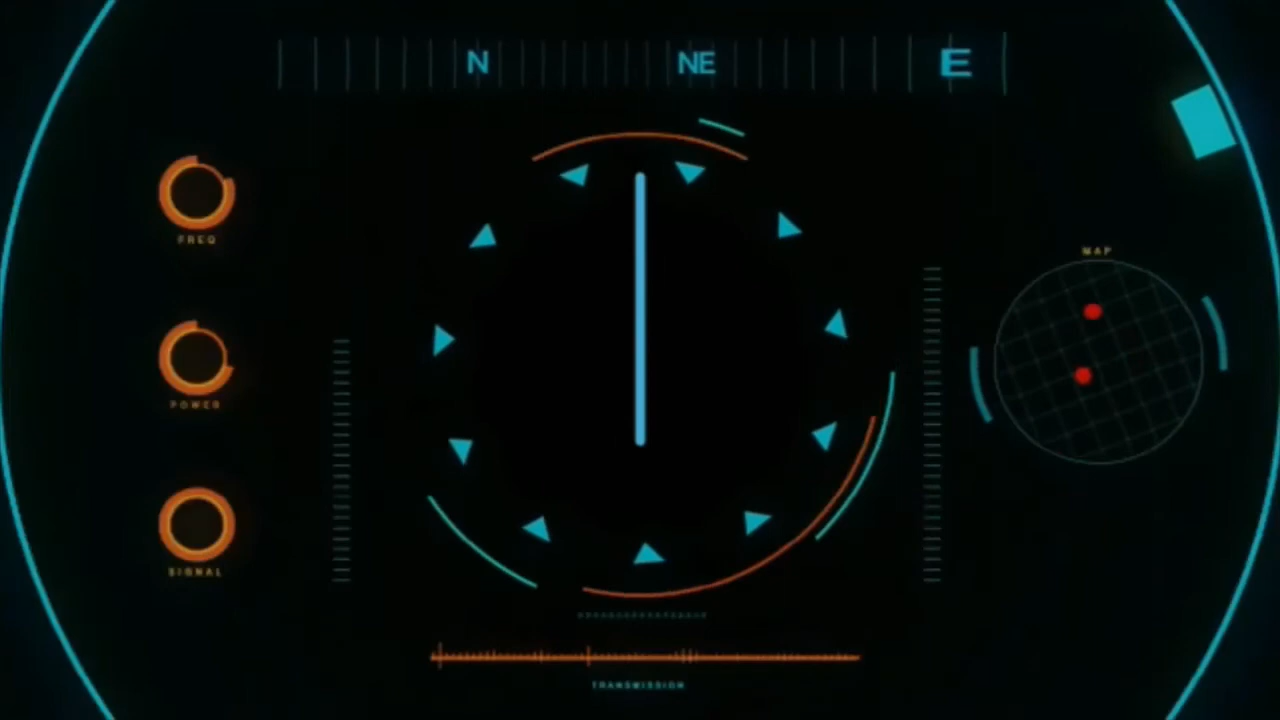 N NE E
FREQ
MAP
POWER
SIGNAL
TRANSMISSION